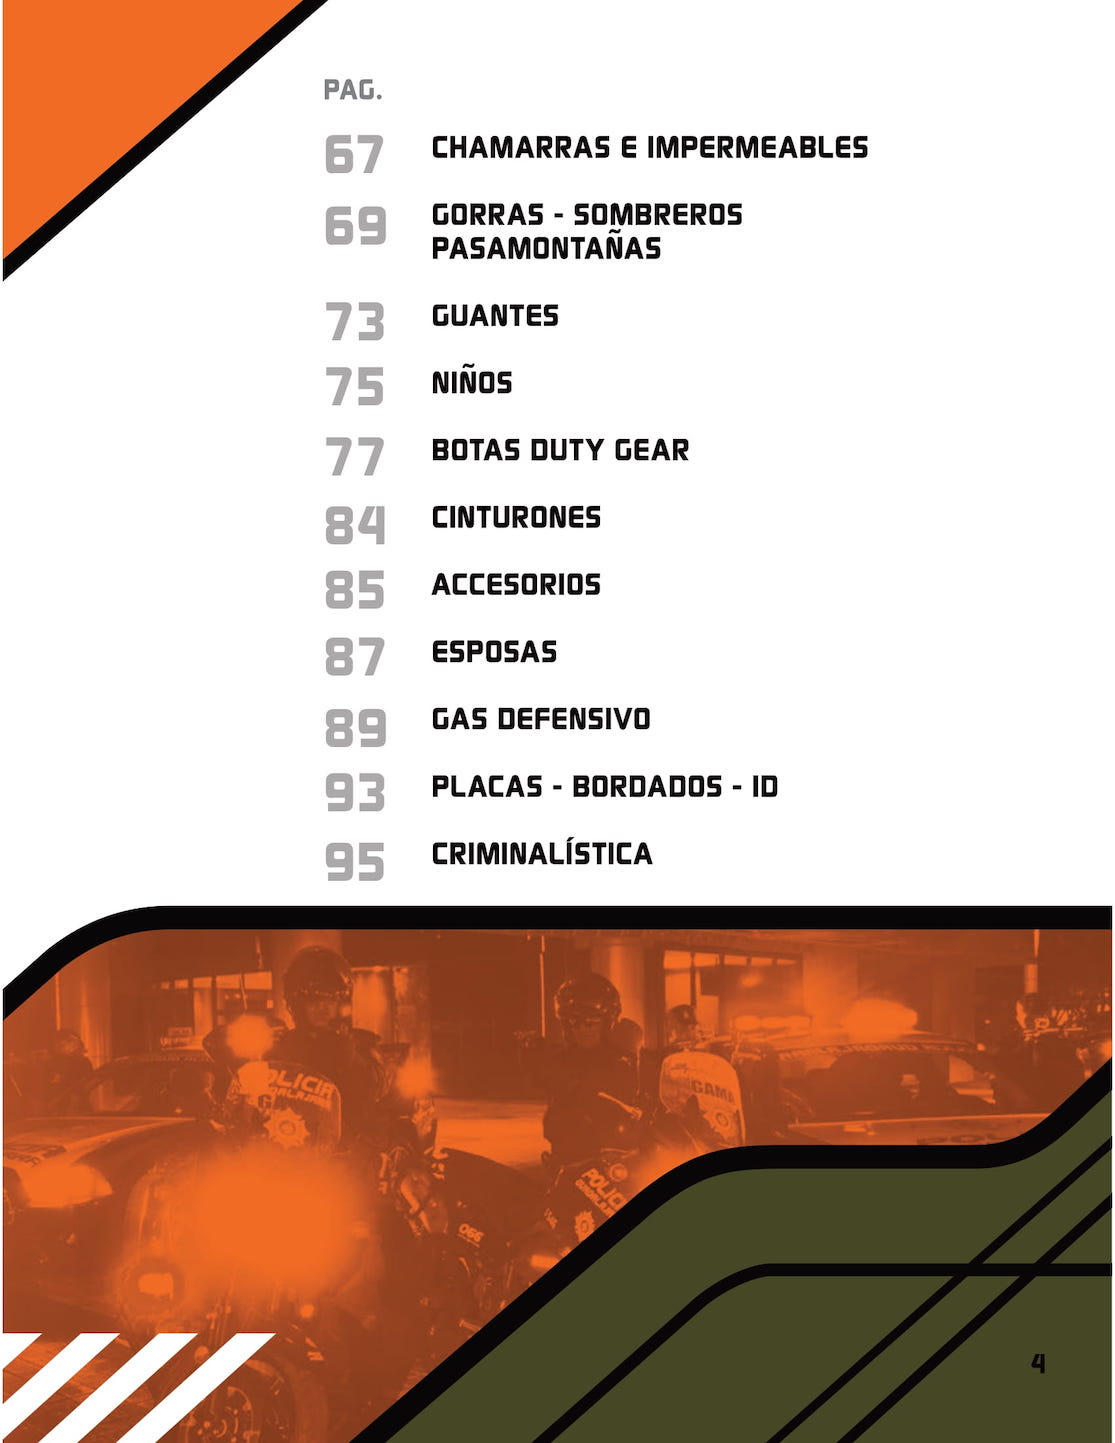 PAG.
67 CHAMARRAS E IMPERMEABLES
69 GORRAS - SOMBREROS
PASAMONTAÑAS
73 GUANTES
75 NIÑOS
77 BOTAS DUTY GEAR
84 CINTURONES
85 ACCESORIOS
87 ESPOSAS
89 GAS DEFENSIVO
93 PLACAS - BORDADOS - ID
95 CRIMINALÍSTICA
POLICIA
GAMA
POLICIA
066
4